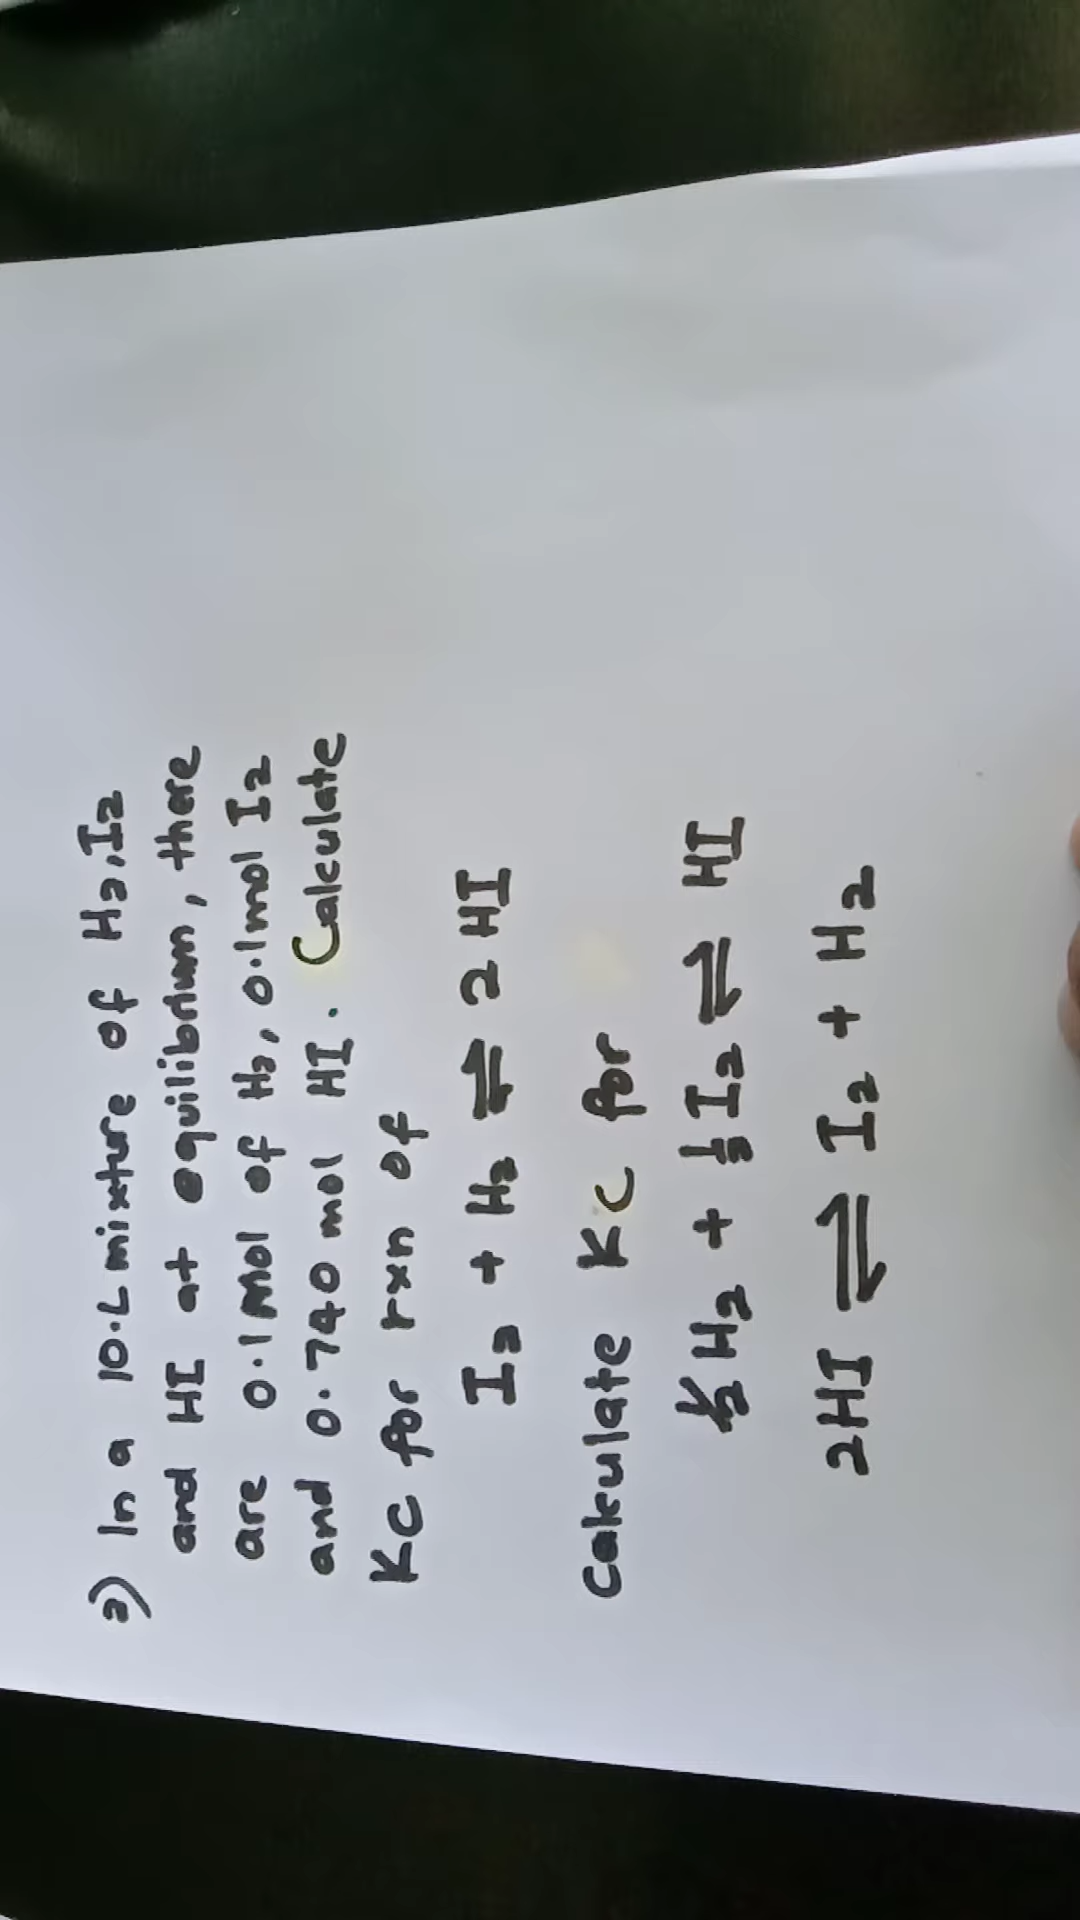 2) In a 10.L mixture of H₂, I₂
and HI at equilibrium, there
are 0.1 mol of H₂, 0.1 mol I₂
and 0.740 mol HI. Calculate
Kc for rxn of
I₂ + H₂ ⇌ 2 HI
Calculate Kc for
½ H₂ + ½ I₂ ⇌ HI
2HI ⇌ I₂ + H₂